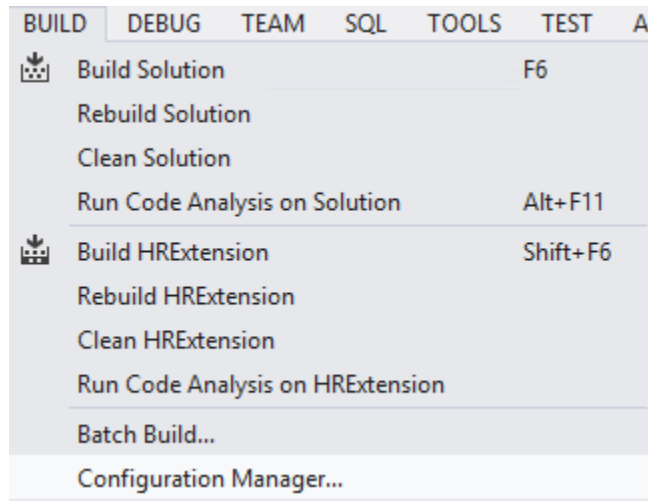 BUILD DEBUG TEAM SQL TOOLS TEST A
Build Solution F6
Rebuild Solution
Clean Solution
Run Code Analysis on Solution Alt+F11
Build HRExtension Shift+F6
Rebuild HRExtension
Clean HRExtension
Run Code Analysis on HRExtension
Batch Build...
Configuration Manager...